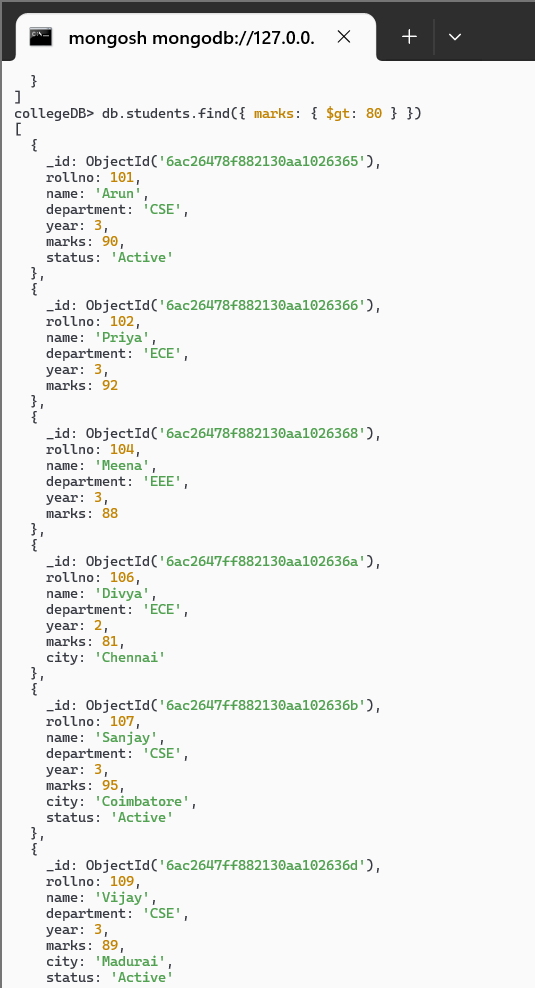 mongosh mongodb://127.0.0.
  }
]
collegeDB> db.students.find({ marks: { $gt: 80 } })
[
  {
    _id: ObjectId('6ac26478f882130aa1026365'),
    rollno: 101,
    name: 'Arun',
    department: 'CSE',
    year: 3,
    marks: 90,
    status: 'Active'
  },
  {
    _id: ObjectId('6ac26478f882130aa1026366'),
    rollno: 102,
    name: 'Priya',
    department: 'ECE',
    year: 3,
    marks: 92
  },
  {
    _id: ObjectId('6ac26478f882130aa1026368'),
    rollno: 104,
    name: 'Meena',
    department: 'EEE',
    year: 3,
    marks: 88
  },
  {
    _id: ObjectId('6ac2647ff882130aa102636a'),
    rollno: 106,
    name: 'Divya',
    department: 'ECE',
    year: 2,
    marks: 81,
    city: 'Chennai'
  },
  {
    _id: ObjectId('6ac2647ff882130aa102636b'),
    rollno: 107,
    name: 'Sanjay',
    department: 'CSE',
    year: 3,
    marks: 95,
    city: 'Coimbatore',
    status: 'Active'
  },
  {
    _id: ObjectId('6ac2647ff882130aa102636d'),
    rollno: 109,
    name: 'Vijay',
    department: 'CSE',
    year: 3,
    marks: 89,
    city: 'Madurai',
    status: 'Active'